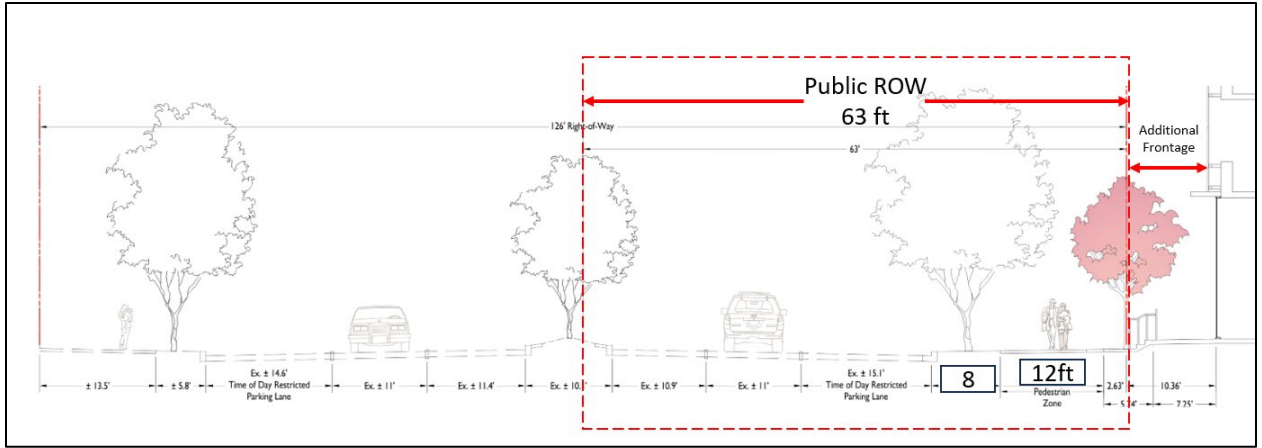 Public ROW
63 ft
126' Right-of-Way
63'
Additional
Frontage
± 13.5'
± 5.8'
Ex. ± 14.6'
Time of Day Restricted
Parking Lane
Ex. ± 11'
Ex. ± 11.4'
Ex. ± 10.
Ex. ± 10.9'
Ex. ± 11'
Ex. ± 15.1'
Time of Day Restricted
Parking Lane
8
12ft
Pedestrian
Zone
2.63'
10.36'
7.25'